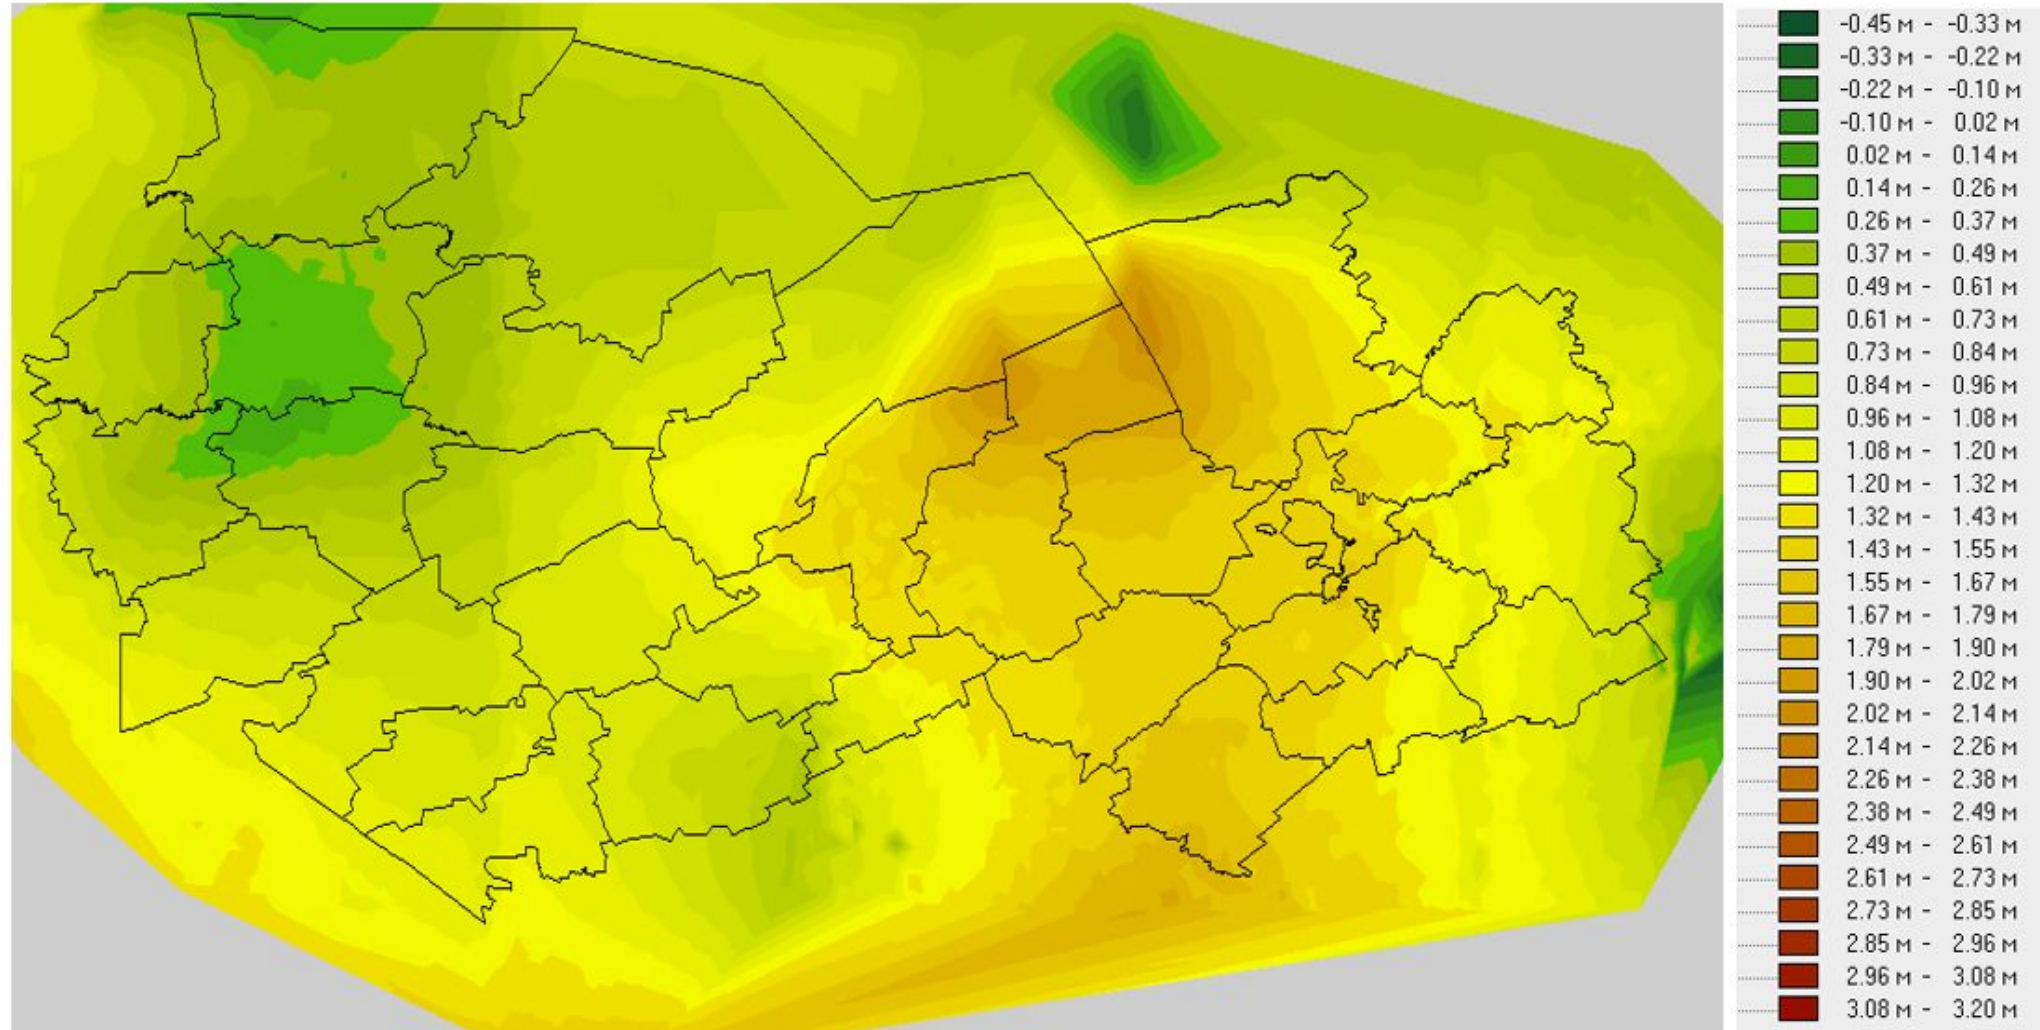 -0.45 м - -0.33 м
-0.33 м - -0.22 м
-0.22 м - -0.10 м
-0.10 м - 0.02 м
0.02 м - 0.14 м
0.14 м - 0.26 м
0.26 м - 0.37 м
0.37 м - 0.49 м
0.49 м - 0.61 м
0.61 м - 0.73 м
0.73 м - 0.84 м
0.84 м - 0.96 м
0.96 м - 1.08 м
1.08 м - 1.20 м
1.20 м - 1.32 м
1.32 м - 1.43 м
1.43 м - 1.55 м
1.55 м - 1.67 м
1.67 м - 1.79 м
1.79 м - 1.90 м
1.90 м - 2.02 м
2.02 м - 2.14 м
2.14 м - 2.26 м
2.26 м - 2.38 м
2.38 м - 2.49 м
2.49 м - 2.61 м
2.61 м - 2.73 м
2.73 м - 2.85 м
2.85 м - 2.96 м
2.96 м - 3.08 м
3.08 м - 3.20 м